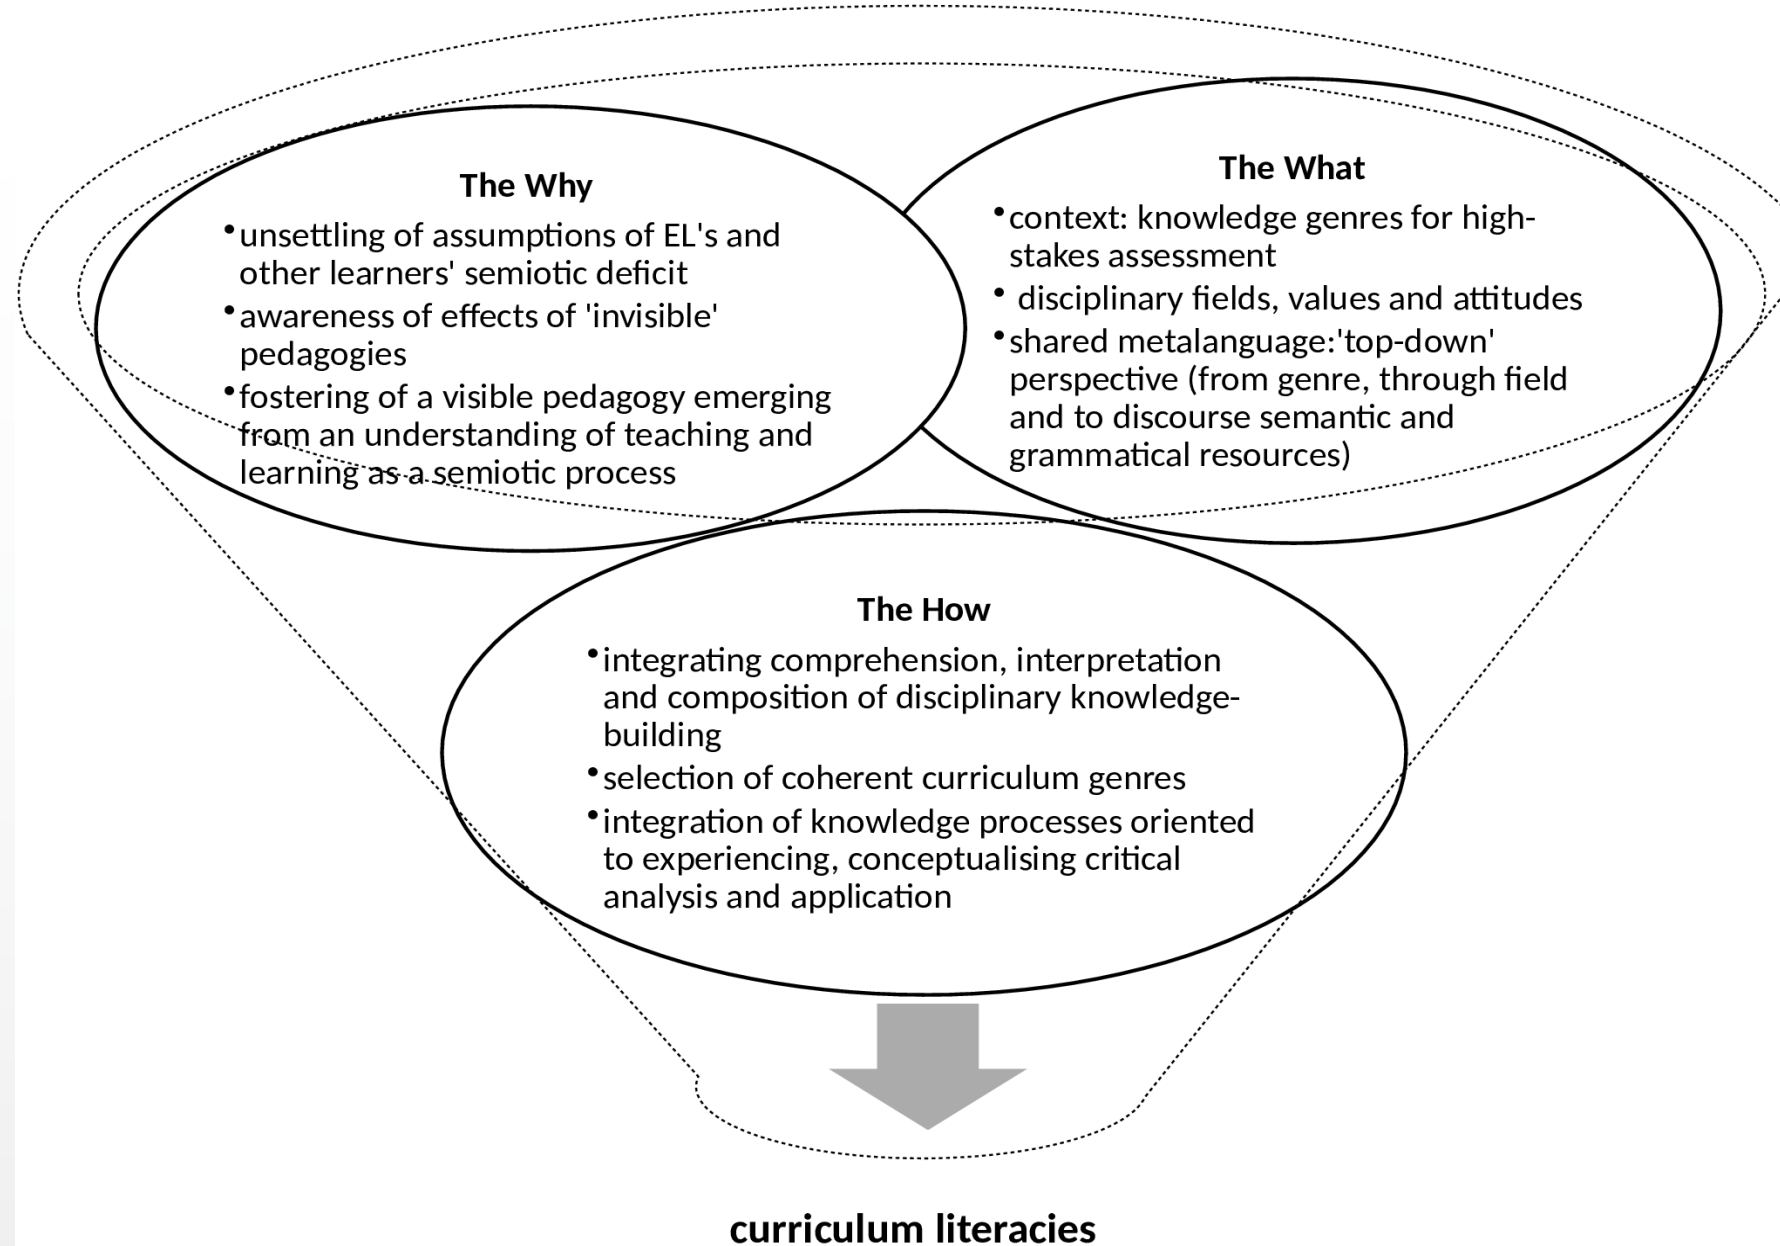 The Why
•unsettling of assumptions of EL's and
other learners' semiotic deficit
•awareness of effects of 'invisible'
pedagogies
•fostering of a visible pedagogy emerging
from an understanding of teaching and
learning as a semiotic process
The What
•context: knowledge genres for high-
stakes assessment
• disciplinary fields, values and attitudes
•shared metalanguage:'top-down'
perspective (from genre, through field
and to discourse semantic and
grammatical resources)
The How
•integrating comprehension, interpretation
and composition of disciplinary knowledge-
building
•selection of coherent curriculum genres
•integration of knowledge processes oriented
to experiencing, conceptualising critical
analysis and application
curriculum literacies